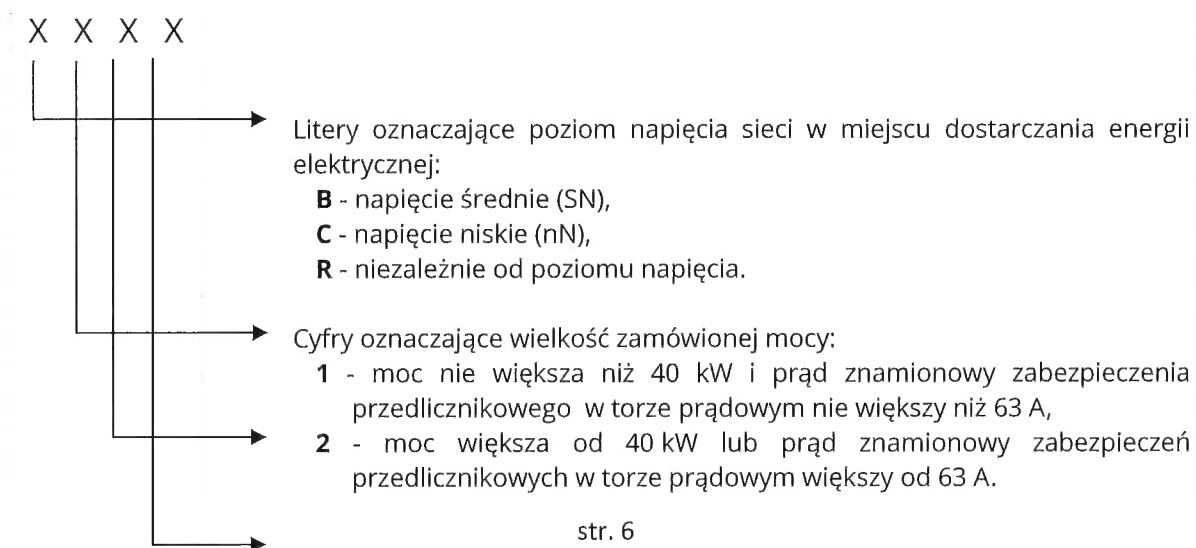 X X X X
Litery oznaczające poziom napięcia sieci w miejscu dostarczania energii
elektrycznej:
B - napięcie średnie (SN),
C - napięcie niskie (nN),
R - niezależnie od poziomu napięcia.
Cyfry oznaczające wielkość zamówionej mocy:
1 - moc nie większa niż 40 kW i prąd znamionowy zabezpieczenia
przedlicznikowego w torze prądowym nie większy niż 63 A,
2 - moc większa od 40 kW lub prąd znamionowy zabezpieczeń
przedlicznikowych w torze prądowym większy od 63 A.
str. 6